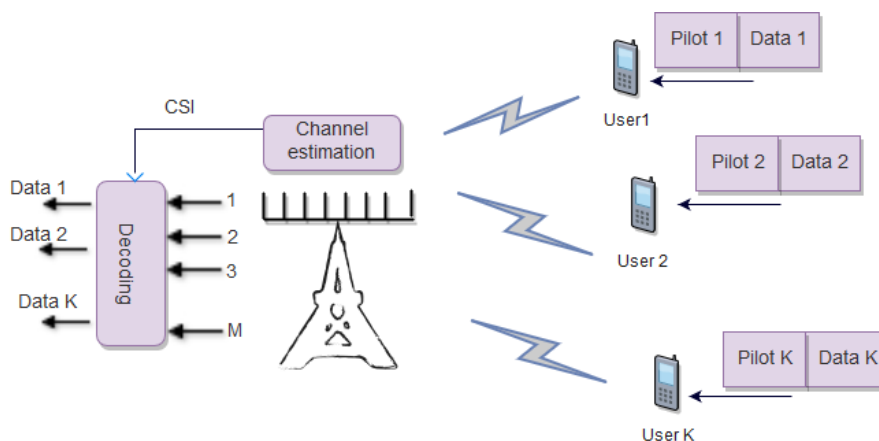 Pilot 1 Data 1
CSI
Channel
estimation
User1
Pilot 2 Data 2
Data 1
1
Data 2
2
Decoding
3
User 2
Data K
M
Pilot K Data K
User K